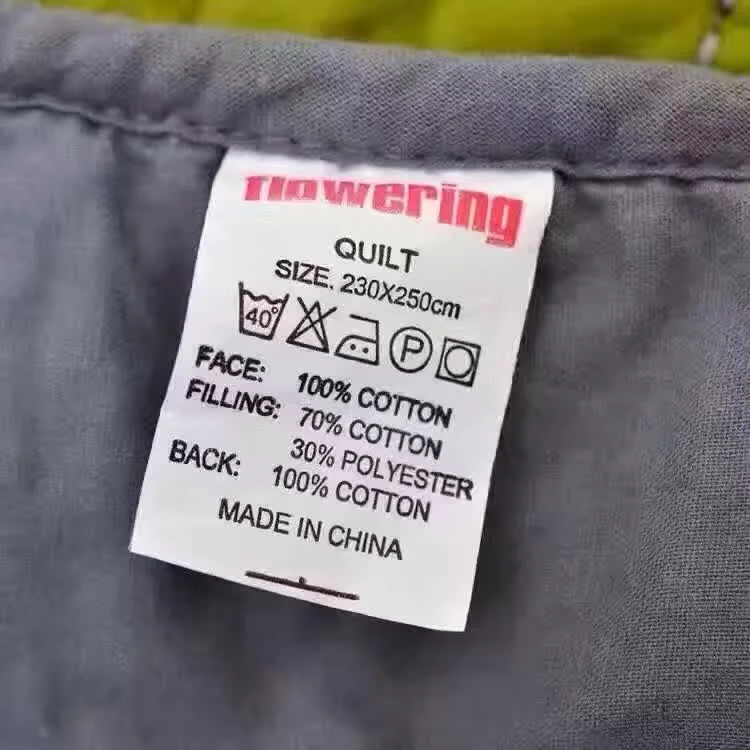 flowering
QUILT
SIZE. 230X250cm
40°
P
FACE: 100% COTTON
FILLING: 70% COTTON
30% POLYESTER
BACK: 100% COTTON
MADE IN CHINA